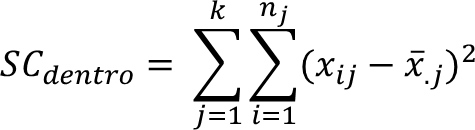 $SC_{dentro} = \sum_{j=1}^{k} \sum_{i=1}^{n_j} (x_{ij} - \bar{x}_{.j})^2$